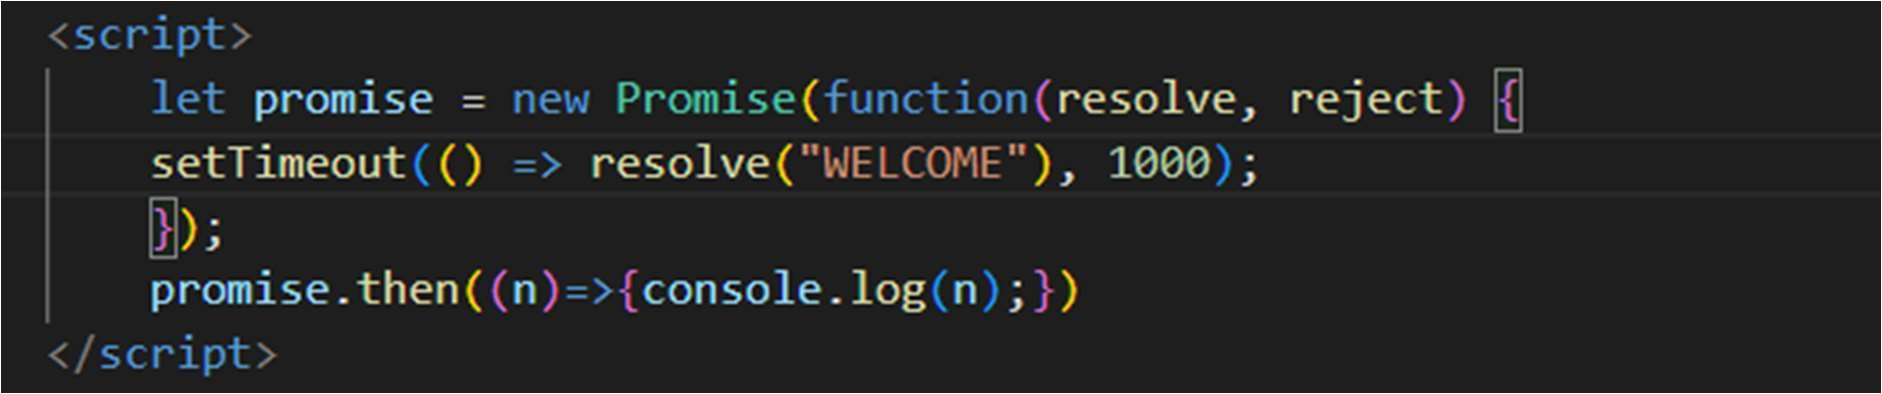 <script>
let promise = new Promise(function(resolve, reject) {
setTimeout(() => resolve("WELCOME"), 1000);
});
promise.then((n)=>{console.log(n);})
</script>